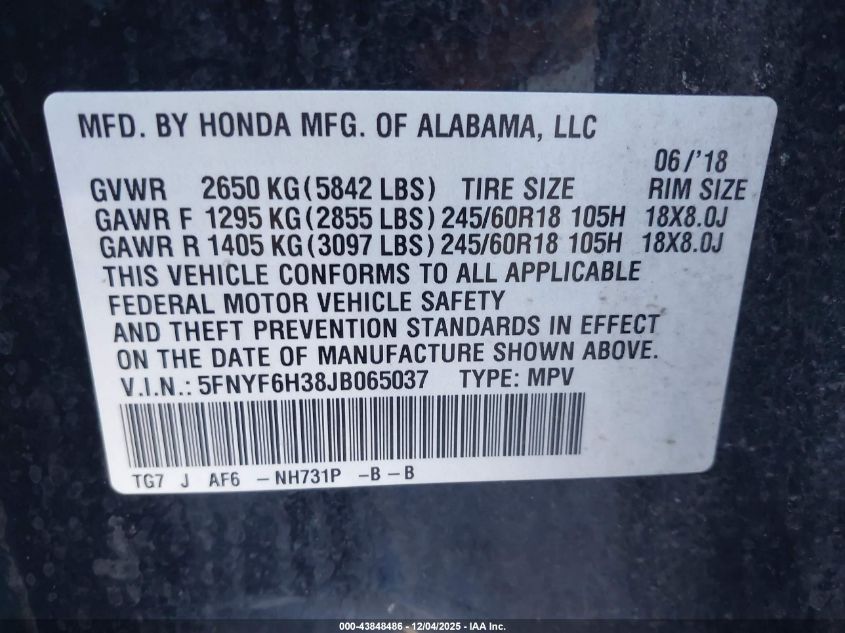 MFD. BY HONDA MFG. OF ALABAMA, LLC
06/'18
GVWR 2650 KG(5842 LBS) TIRE SIZE RIM SIZE
GAWR F 1295 KG(2855 LBS) 245/60R18 105H 18X8.0J
GAWR R 1405 KG(3097 LBS) 245/60R18 105H 18X8.0J
THIS VEHICLE CONFORMS TO ALL APPLICABLE
FEDERAL MOTOR VEHICLE SAFETY
AND THEFT PREVENTION STANDARDS IN EFFECT
ON THE DATE OF MANUFACTURE SHOWN ABOVE.
V.I.N.: 5FNYF6H38JB065037 TYPE: MPV
TG7 J AF6 -NH731P -B-B
000-43848486 - 12/04/2025 - IAA Inc.